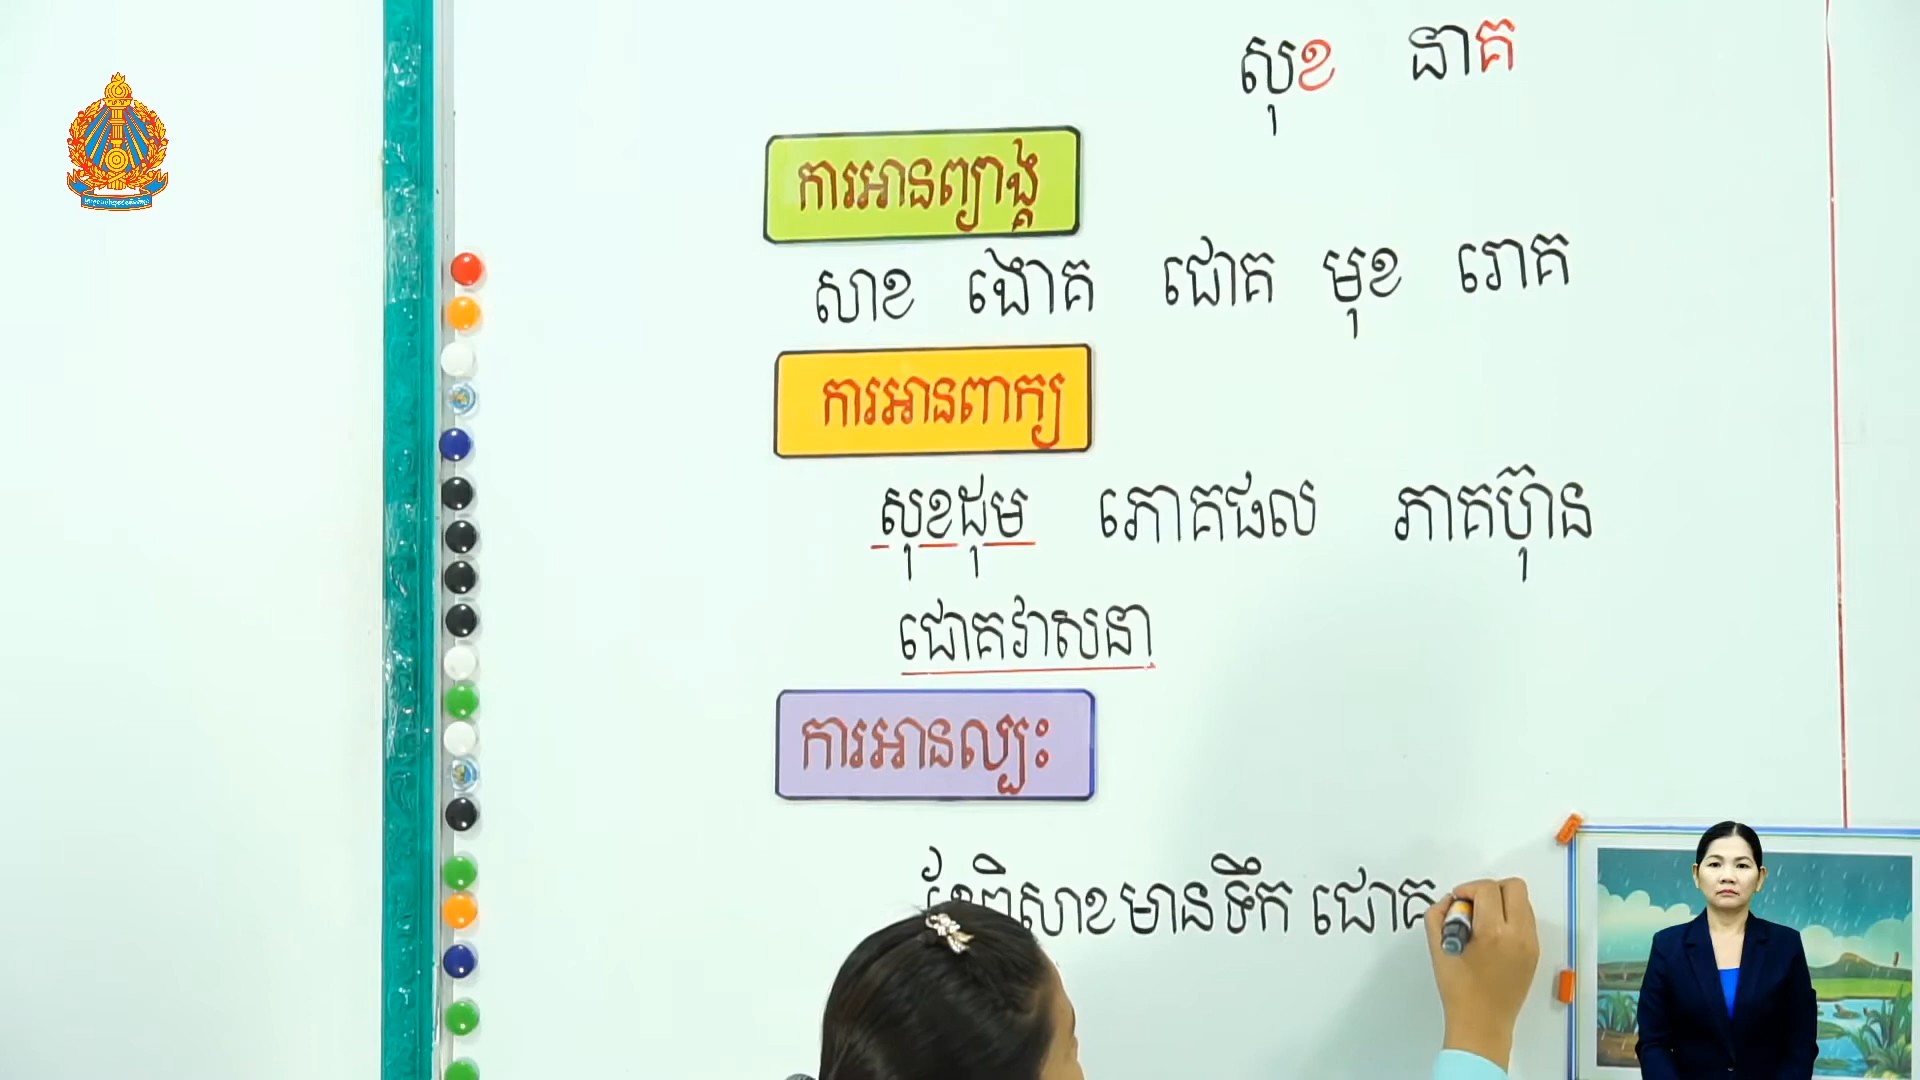 សុខ នាគ
ការអានព្យាង្គ
សាខ ងោគ ជោគ មុខ រោគ
ការអានពាក្យ
សុខដុម ភោគផល ភាគហ៊ុន
ជោគវាសនា
ការអានល្បះ
ខែពិសាខមានទឹក ជោគ